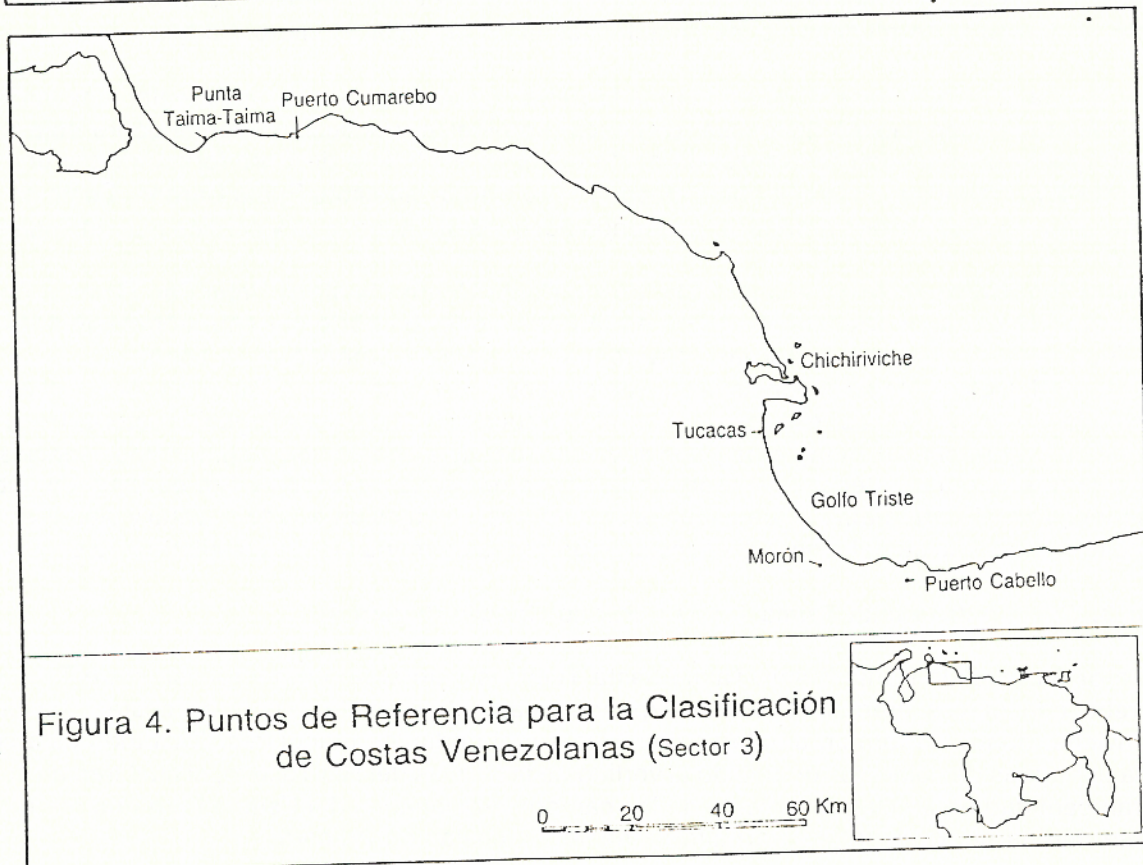 Punta
Taima-Taima
Puerto Cumarebo
Chichiriviche
Tucacas
Golfo Triste
Morón
Puerto Cabello
Figura 4. Puntos de Referencia para la Clasificación
de Costas Venezolanas (Sector 3)
0 20 40 60 Km